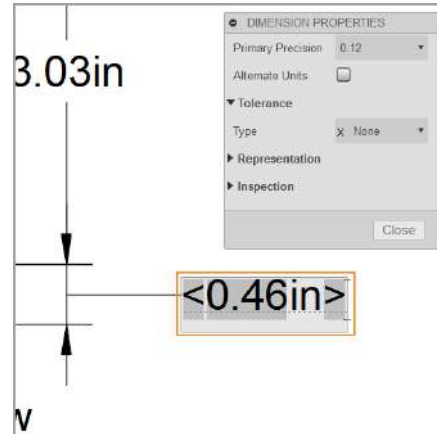 DIMENSION PROPERTIES
Primary Precision 0.12
Alternate Units
Tolerance
Type X None
Representation
Inspection
Close
3.03in
<0.46in>
w